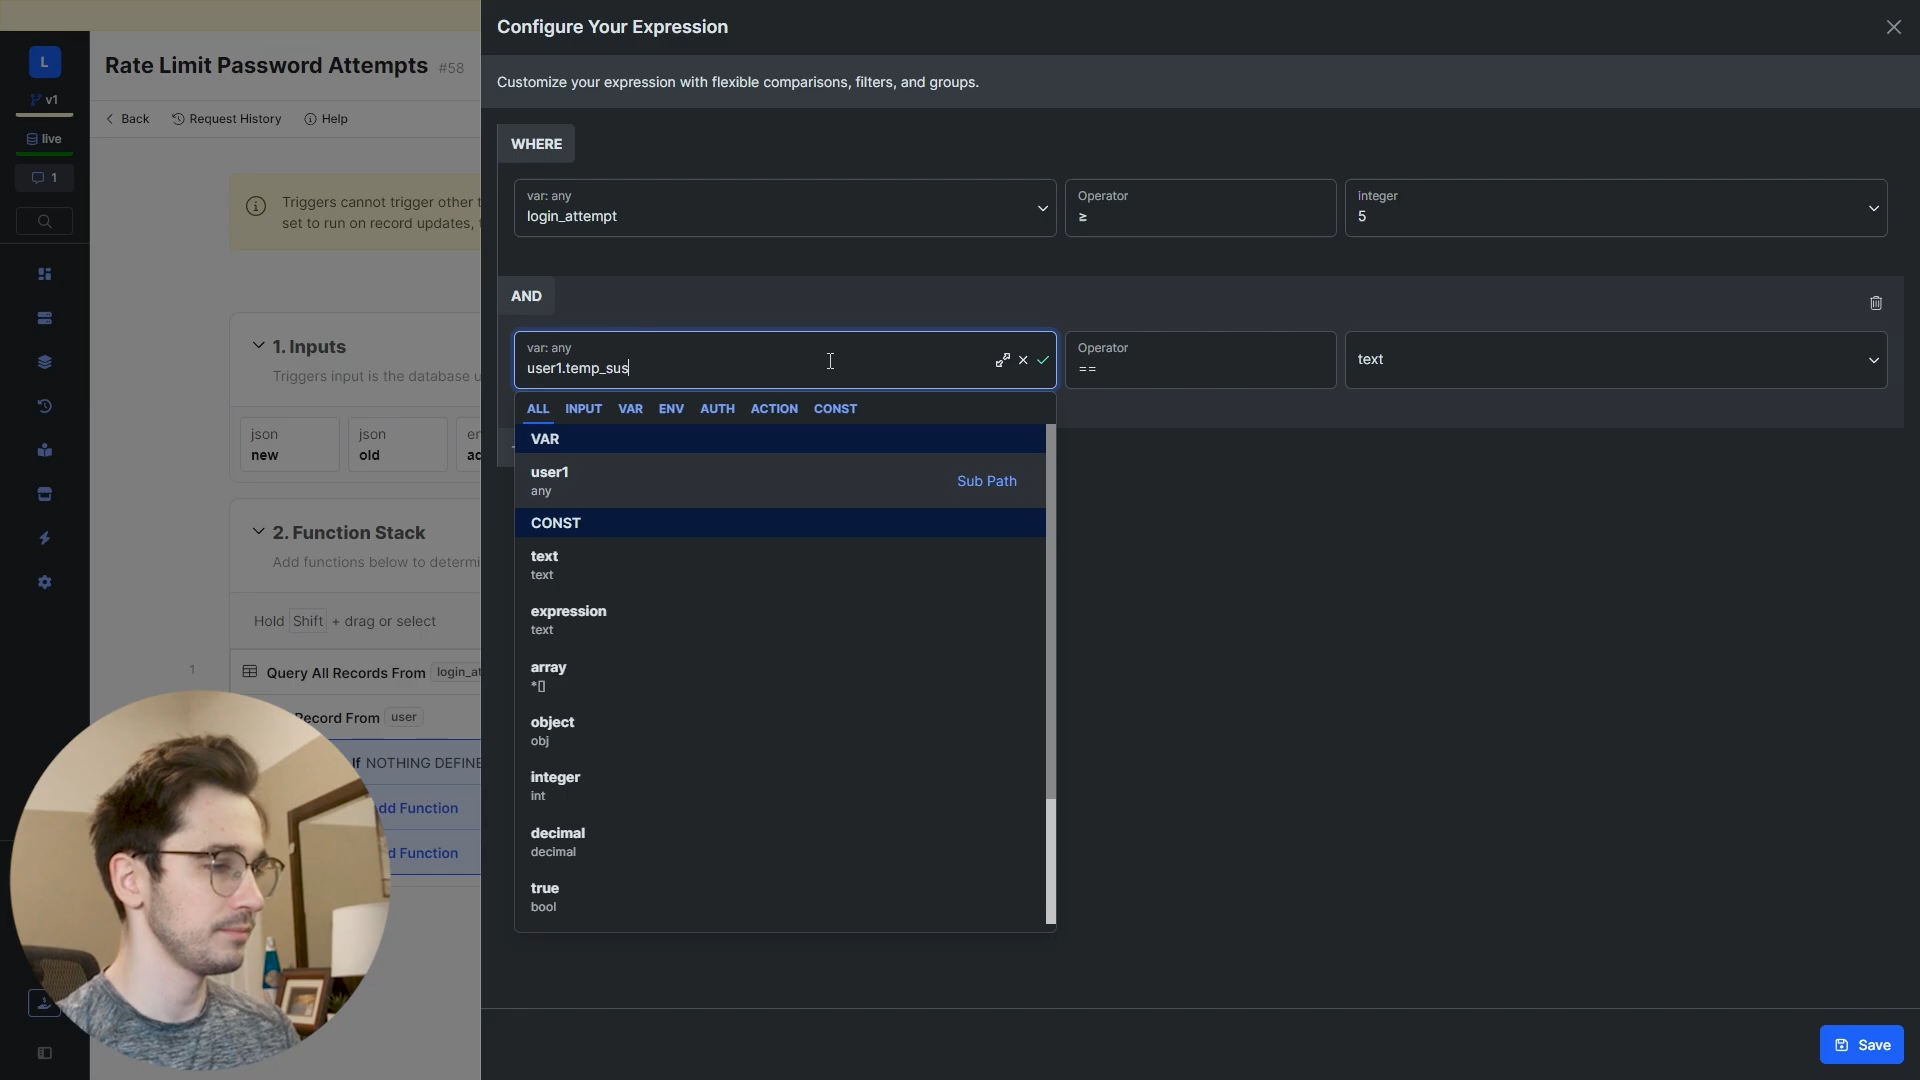 Configure Your Expression
L
Rate Limit Password Attempts #58
Customize your expression with flexible comparisons, filters, and groups.
v1
Back
Request History
Help
live
WHERE
1
Triggers cannot trigger other t
set to run on record updates,
var: any
login_attempt
Operator
≥
integer
5
AND
var: any
user1.temp_sus
Operator
==
text
1. Inputs
Triggers input is the database u
ALL INPUT VAR ENV AUTH ACTION CONST
json
new
json
old
VAR
user1
any
Sub Path
CONST
text
text
expression
text
array
*[]
object
obj
integer
int
decimal
decimal
true
bool
2. Function Stack
Add functions below to determi
Hold Shift + drag or select
1
Query All Records From login_at
Record From user
If NOTHING DEFINE
dd Function
d Function
Save